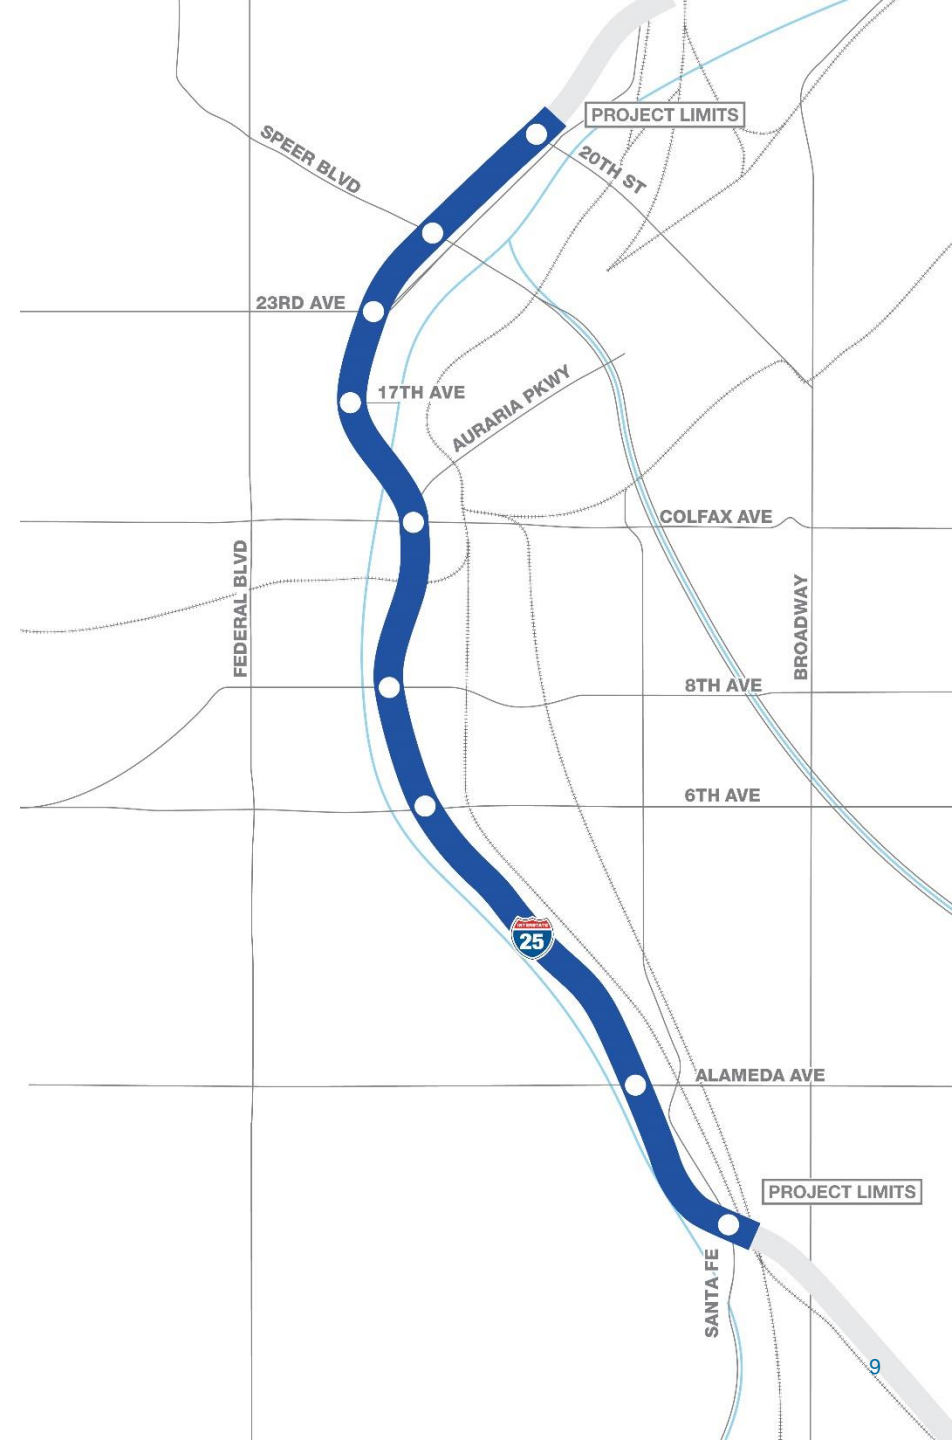 PROJECT LIMITS
SPEER BLVD
20TH ST
23RD AVE
17TH AVE
AURARIA PKWY
COLFAX AVE
FEDERAL BLVD
BROADWAY
8TH AVE
6TH AVE
INTERSTATE
25
ALAMEDA AVE
PROJECT LIMITS
SANTA FE
9